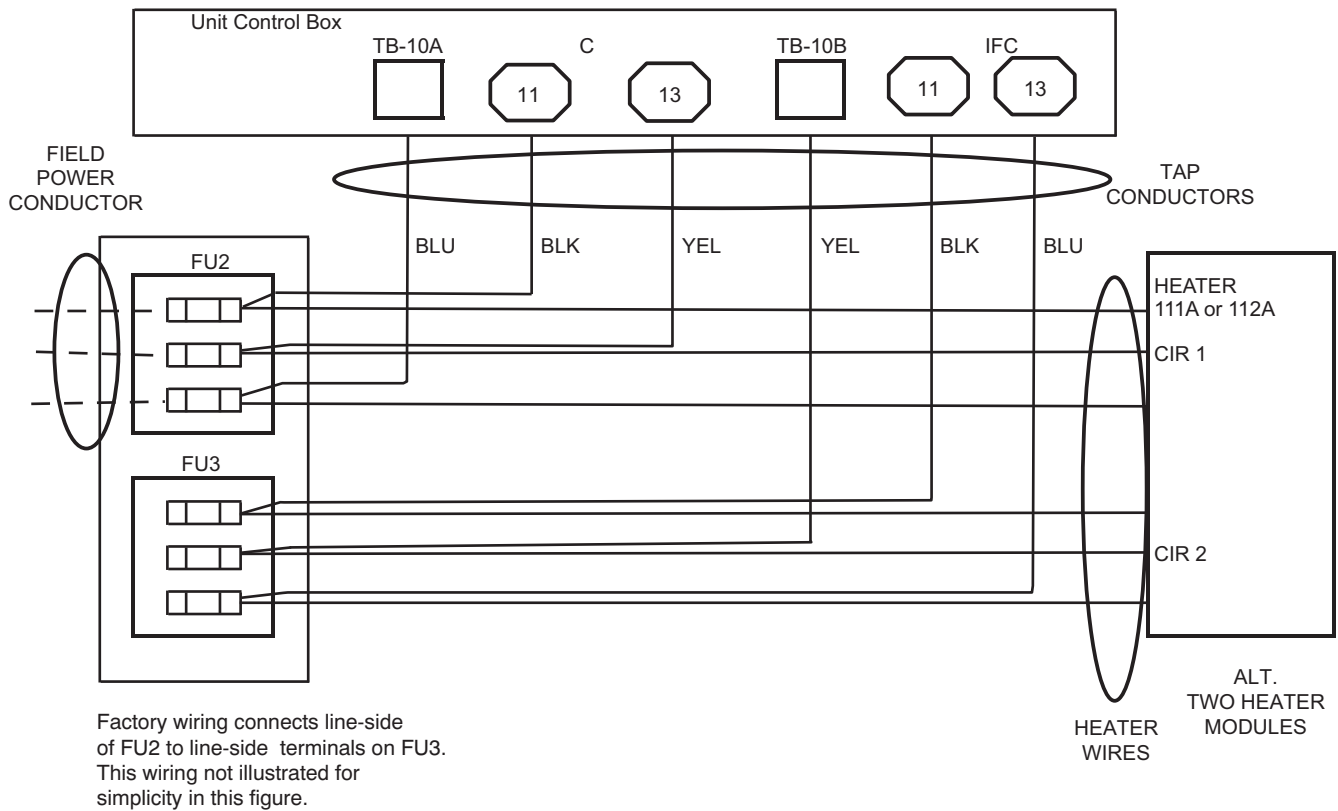 Unit Control Box
TB-10A
C
TB-10B
IFC
11
13
11
13
FIELD
POWER
CONDUCTOR
TAP
CONDUCTORS
BLU
BLK
YEL
YEL
BLK
BLU
FU2
HEATER
111A or 112A
CIR 1
FU3
CIR 2
ALT.
TWO HEATER
MODULES
HEATER
WIRES
Factory wiring connects line-side
of FU2 to line-side terminals on FU3.
This wiring not illustrated for
simplicity in this figure.